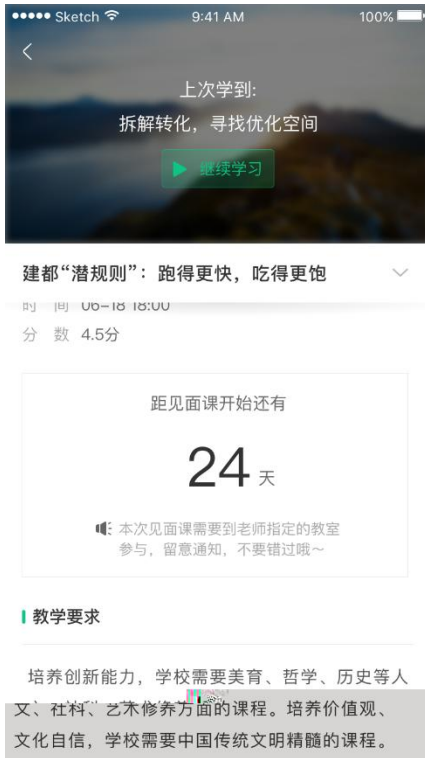 Sketch 9:41 AM 100%
上次学到:
拆解转化，寻找优化空间
继续学习
建都“潜规则”：跑得更快，吃得更饱
时 间 06-18 18:00
分 数 4.5分
距见面课开始还有
24 天
本次见面课需要到老师指定的教室
参与，留意通知，不要错过哦～
教学要求
培养创新能力，学校需要美育、哲学、历史等人
文、社科、艺术修养方面的课程。培养价值观、
文化自信，学校需要中国传统文明精髓的课程。